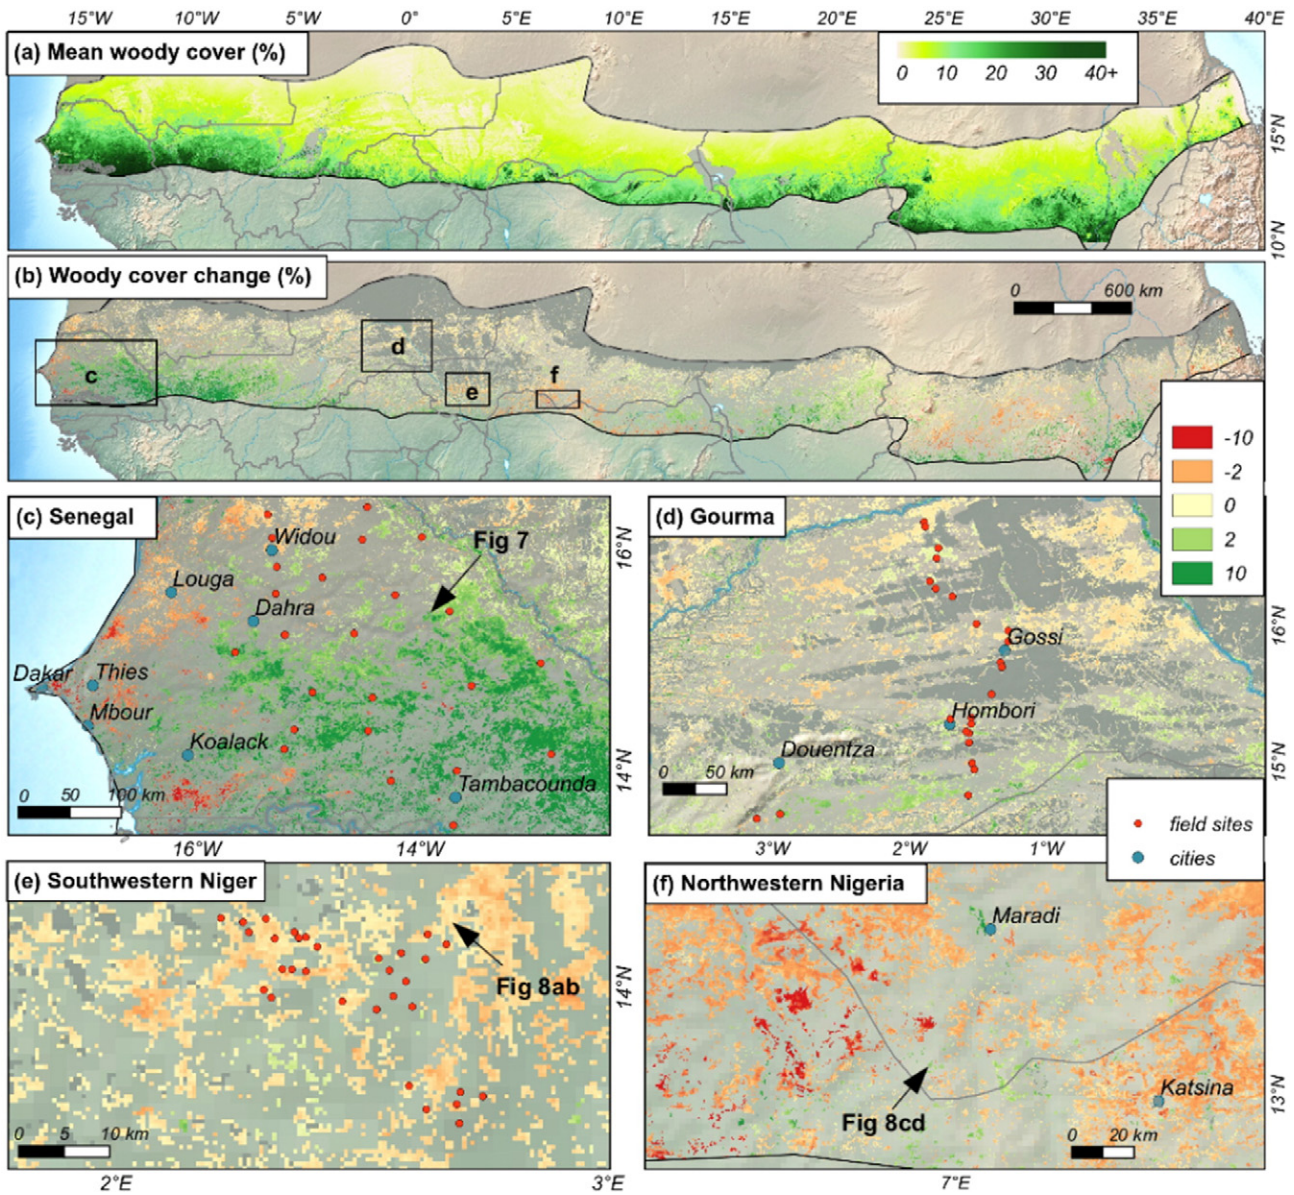 15°W 10°W 5°W 0° 5°E 10°E 15°E 20°E 25°E 30°E 35°E 40°E
(a) Mean woody cover (%)
0 10 20 30 40+
15°N
10°N
(b) Woody cover change (%)
0 600 km
c
d
e
f
-10
-2
0
2
10
(c) Senegal
Widou
Fig 7
Louga
Dahra
Dakar
Thies
Mbour
Koalack
Tambacounda
0 50 100 km
16°N
14°N
16°W 14°W
(d) Gourma
Gossi
Hombori
Douentza
0 50 km
16°N
15°N
3°W 2°W 1°W
field sites
cities
(e) Southwestern Niger
Fig 8ab
0 5 10 km
14°N
2°E 3°E
(f) Northwestern Nigeria
Maradi
Katsina
Fig 8cd
0 20 km
13°N
7°E